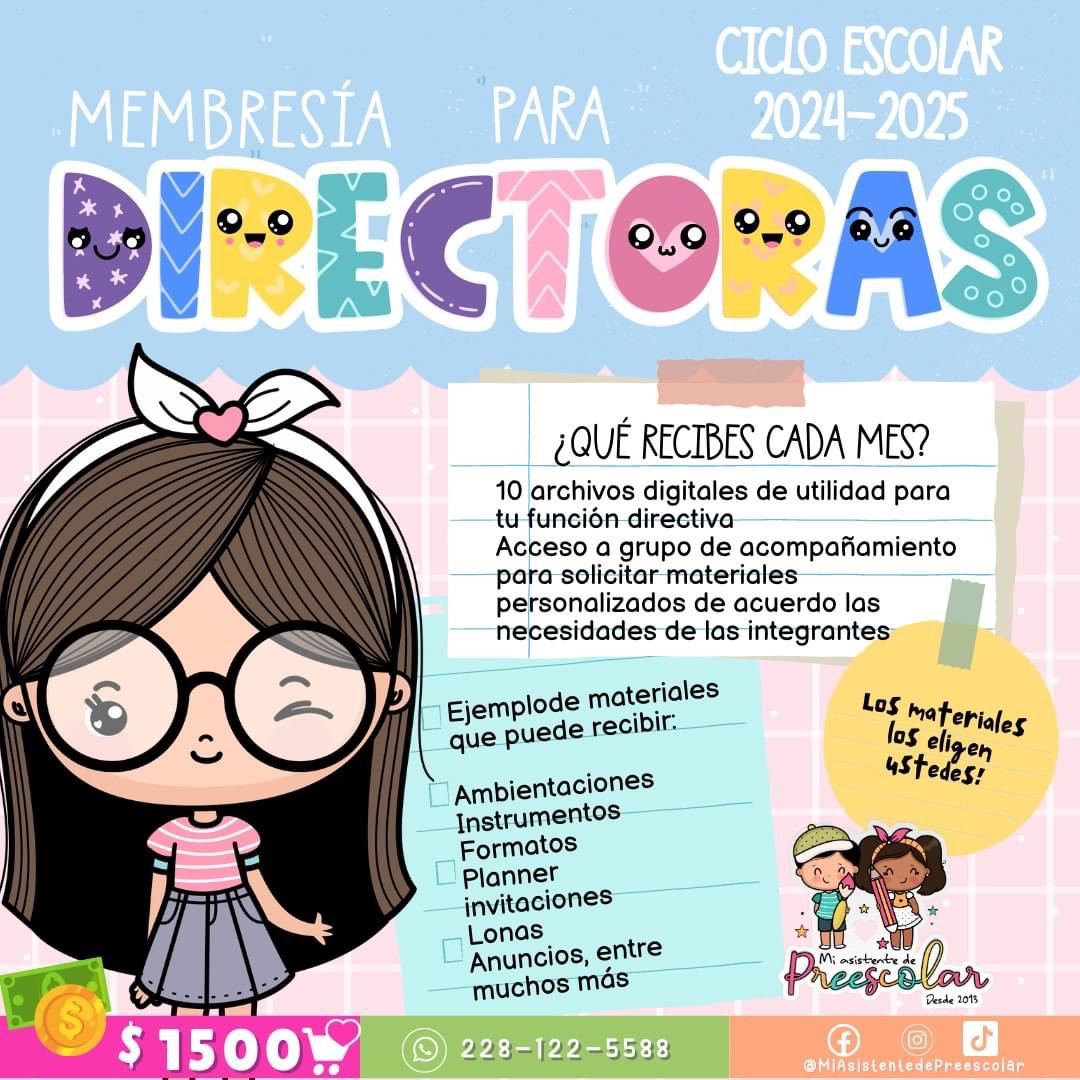 CICLO ESCOLAR
2024-2025
MEMBRESÍA PARA
DIRECTORAS
¿QUÉ RECIBES CADA MES?
10 archivos digitales de utilidad para
tu función directiva
Acceso a grupo de acompañamiento
para solicitar materiales
personalizados de acuerdo las
necesidades de las integrantes
Ejemplode materiales
que puede recibir:
Ambientaciones
Instrumentos
Formatos
Planner
invitaciones
Lonas
Anuncios, entre
muchos más
Los materiales
los eligen
ustedes!
Mi asistente de
Preescolar
Desde 2013
$ 1500
228-122-5588
@MiAsistentedePreescolar